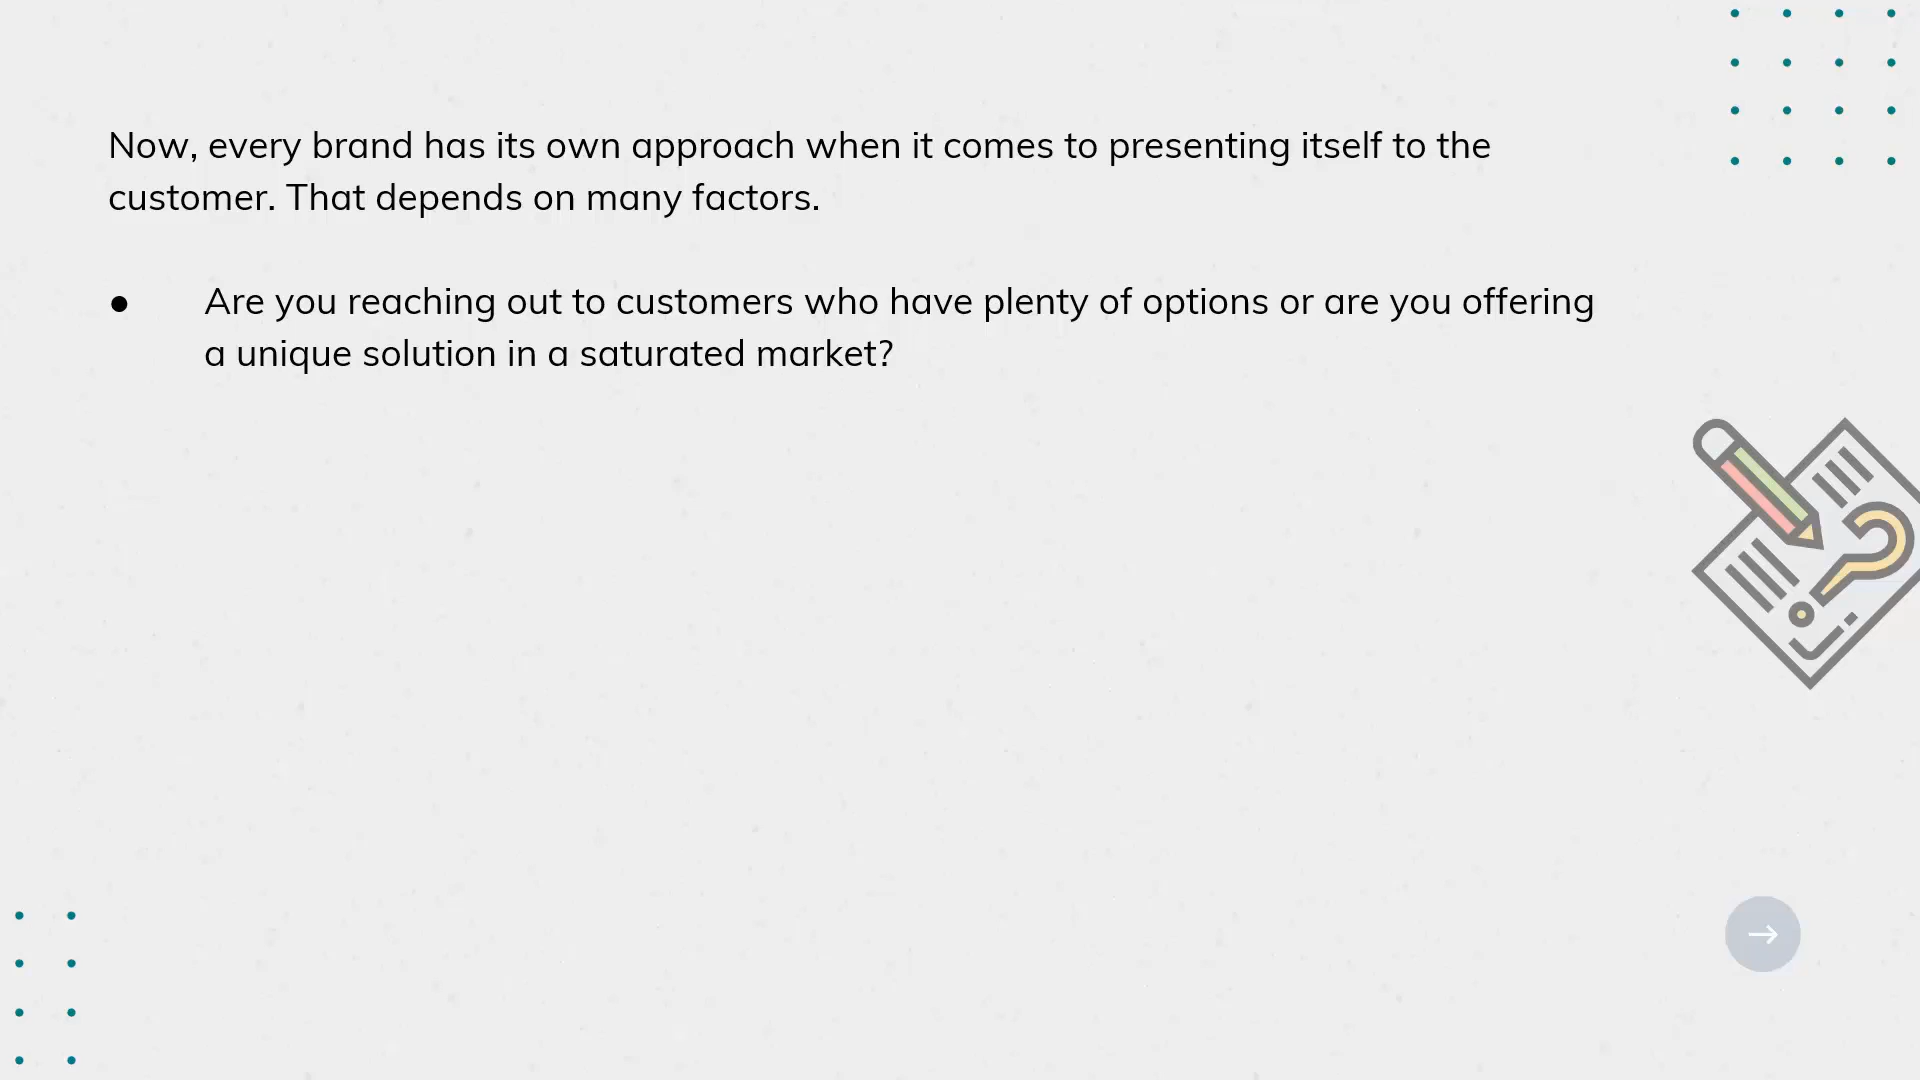 Now, every brand has its own approach when it comes to presenting itself to the
customer. That depends on many factors.
● Are you reaching out to customers who have plenty of options or are you offering
a unique solution in a saturated market?